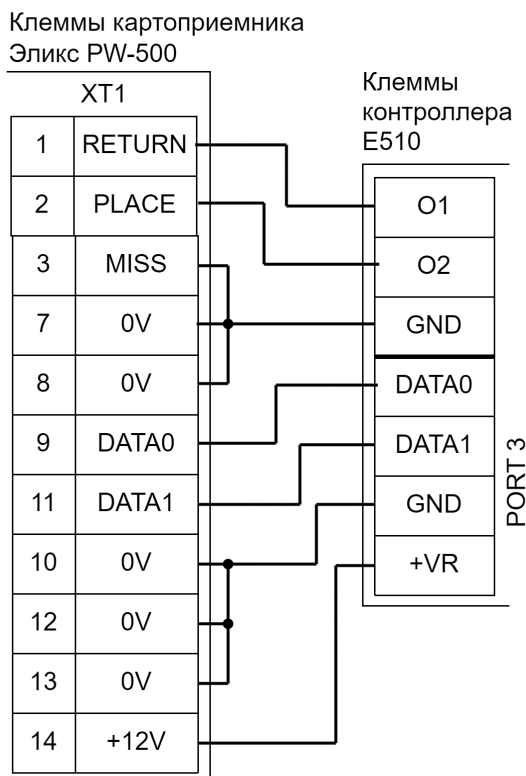 Клеммы картоприемника
Эликс PW-500
XT1
1 RETURN
2 PLACE
3 MISS
7 0V
8 0V
9 DATA0
11 DATA1
10 0V
12 0V
13 0V
14 +12V
Клеммы
контроллера
E510
O1
O2
GND
DATA0
DATA1
GND
+VR
PORT 3